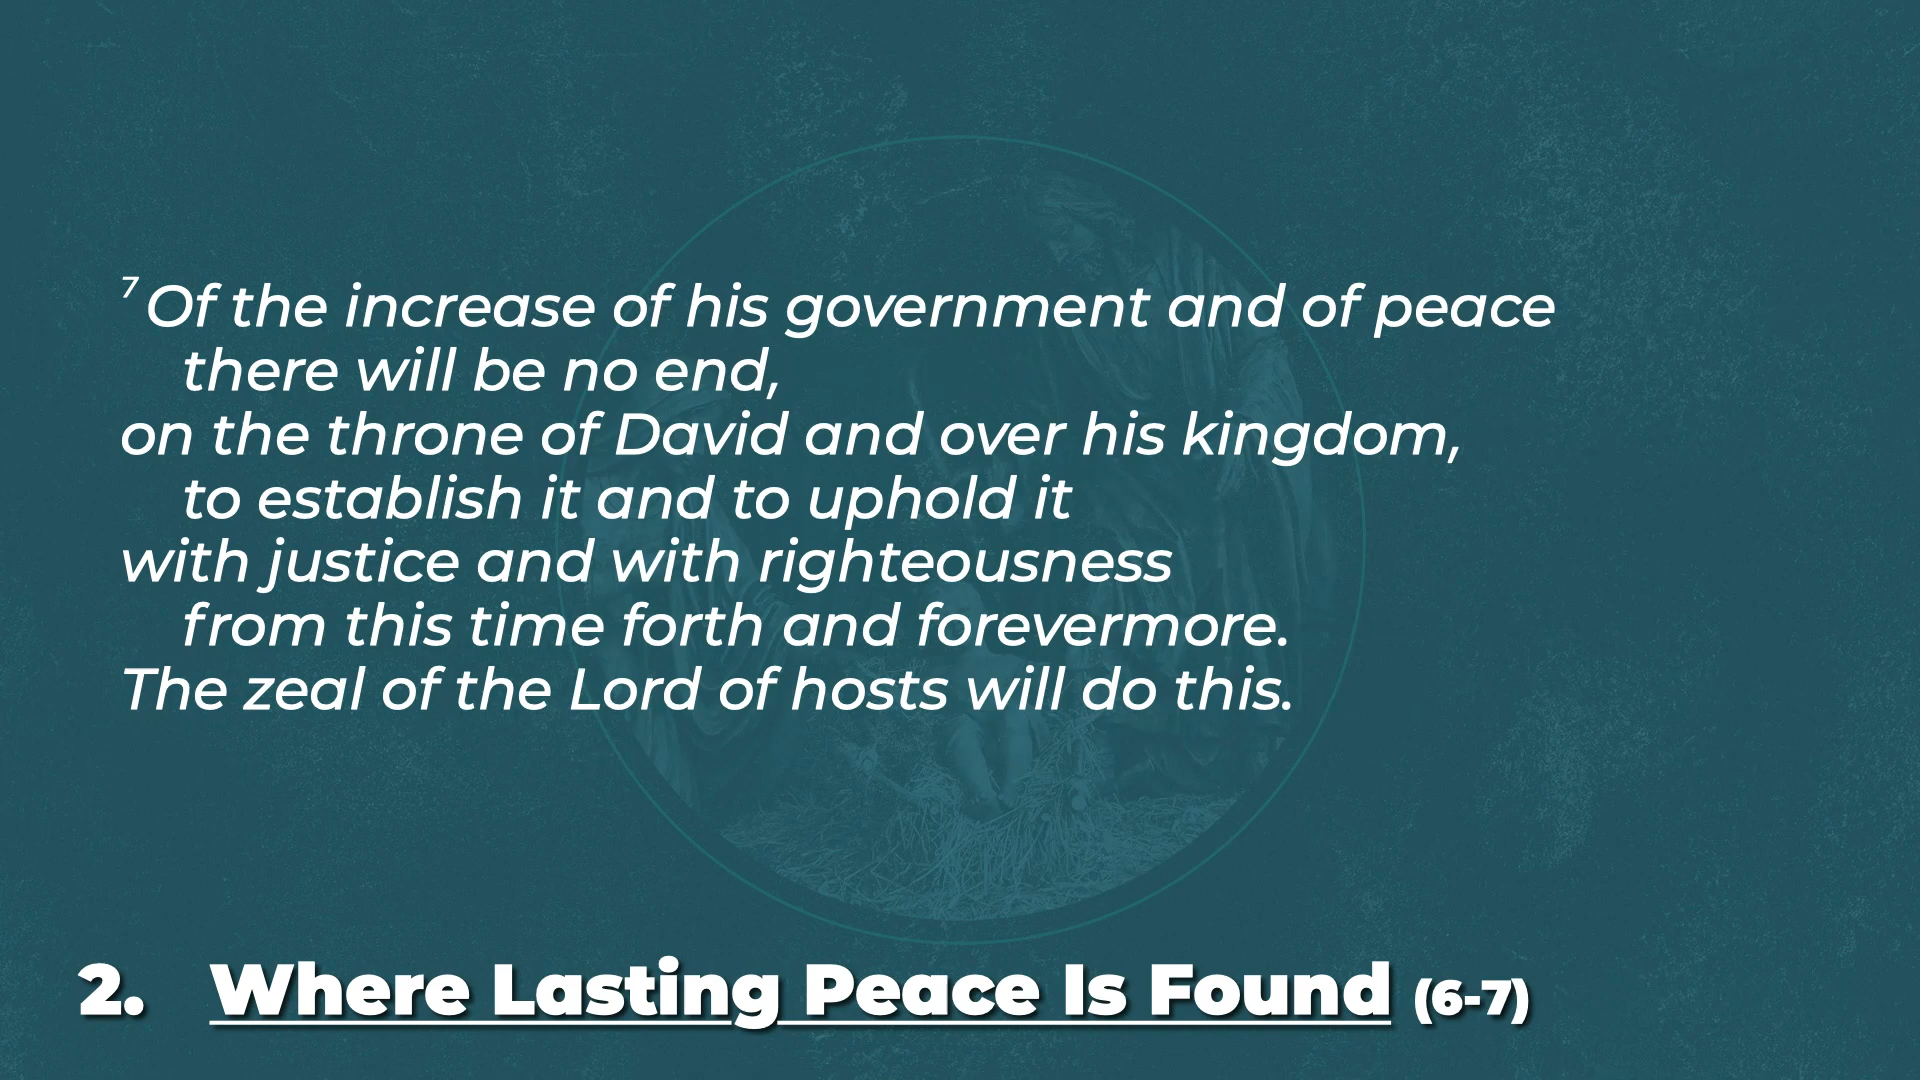 7 Of the increase of his government and of peace
there will be no end,
on the throne of David and over his kingdom,
to establish it and to uphold it
with justice and with righteousness
from this time forth and forevermore.
The zeal of the Lord of hosts will do this.
2. Where Lasting Peace Is Found (6-7)